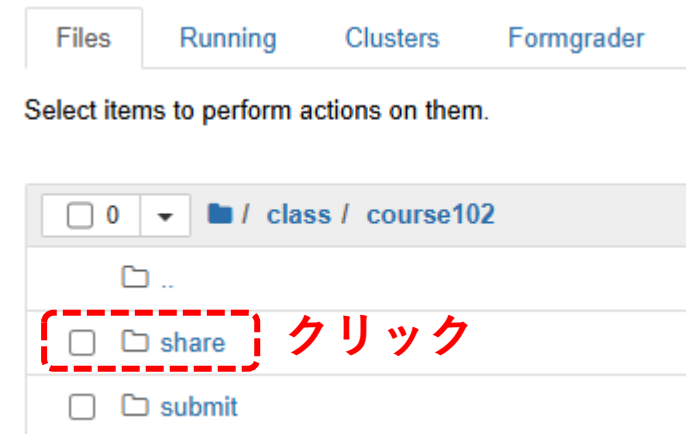 Files Running Clusters Formgrader
Select items to perform actions on them.
0 / class / course102
..
share クリック
submit